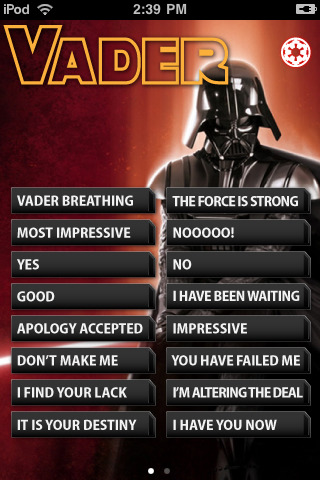 iPod 2:39 PM
VADER
VADER BREATHING THE FORCE IS STRONG
MOST IMPRESSIVE NOOOOO!
YES NO
GOOD I HAVE BEEN WAITING
APOLOGY ACCEPTED IMPRESSIVE
DON'T MAKE ME YOU HAVE FAILED ME
I FIND YOUR LACK I'M ALTERING THE DEAL
IT IS YOUR DESTINY I HAVE YOU NOW